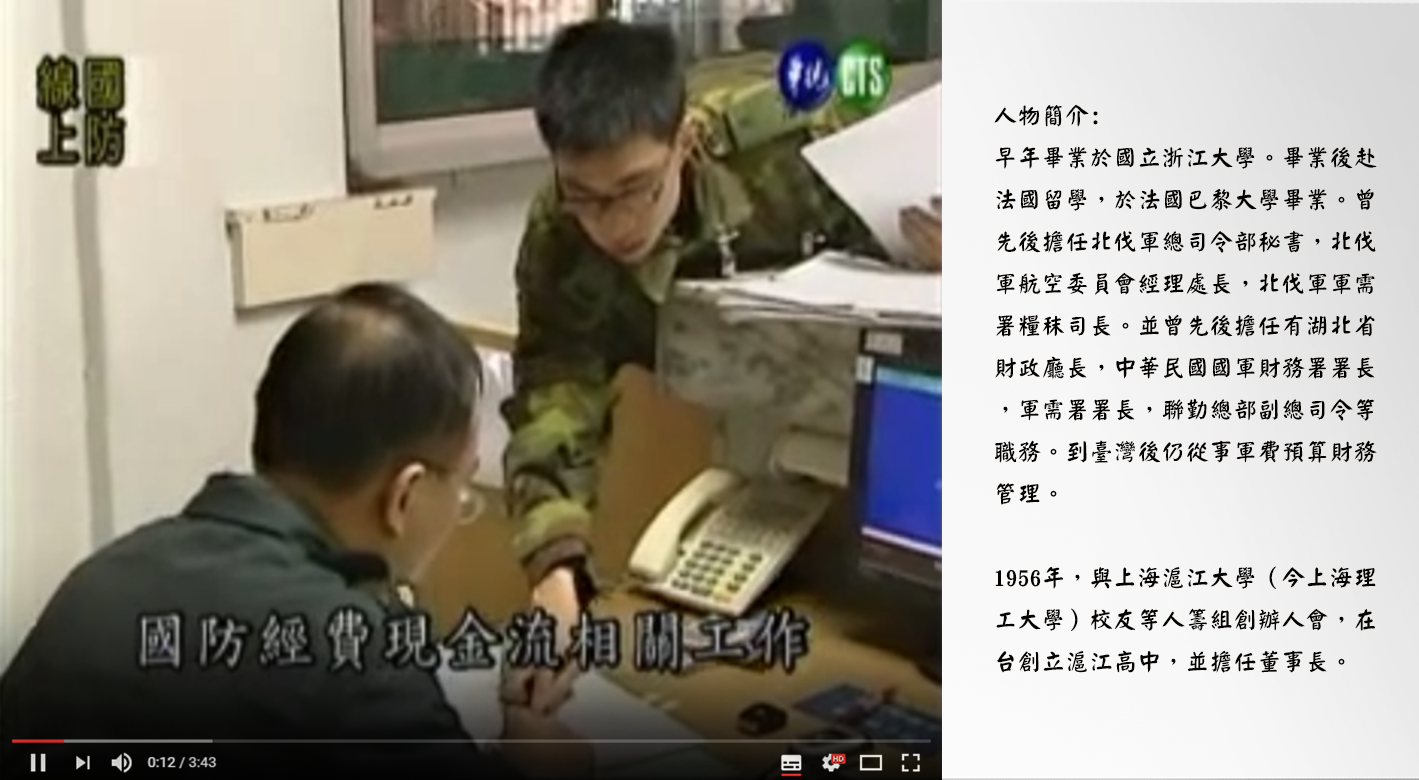 國防
線上
華視
CTS
國防經費現金流相關工作
0:12 / 3:43
HD
人物簡介:
早年畢業於國立浙江大學。畢業後赴
法國留學，於法國巴黎大學畢業。曾
先後擔任北伐軍總司令部秘書，北伐
軍航空委員會經理處長，北伐軍軍需
署糧秣司長。並曾先後擔任有湖北省
財政廳長，中華民國國軍財務署署長
，軍需署署長，聯勤總部副總司令等
職務。到臺灣後仍從事軍費預算財務
管理。
1956年，與上海滬江大學（今上海理
工大學）校友等人籌組創辦人會，在
台創立滬江高中，並擔任董事長。